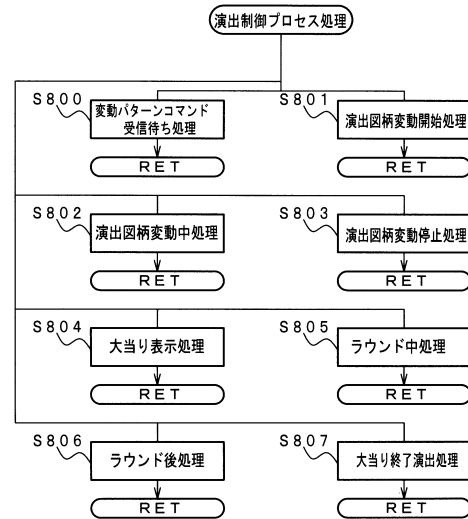 演出制御プロセス処理
S800
変動パターンコマンド
受信待ち処理
RET
S801
演出図柄変動開始処理
RET
S802
演出図柄変動中処理
RET
S803
演出図柄変動停止処理
RET
S804
大当り表示処理
RET
S805
ラウンド中処理
RET
S806
ラウンド後処理
RET
S807
大当り終了演出処理
RET